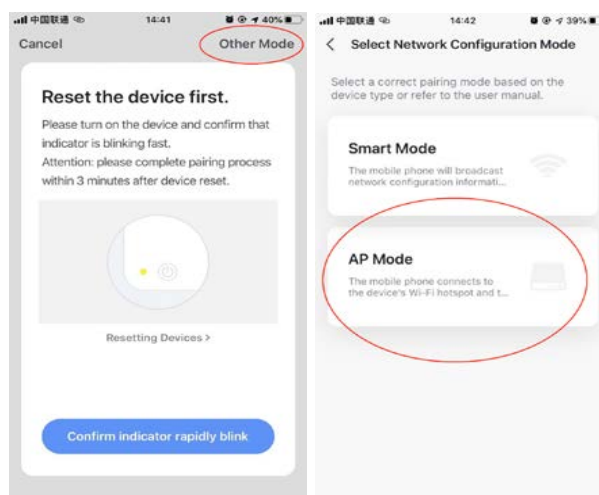 中国联通
14:41
40%
Cancel
Other Mode
Reset the device first.
Please turn on the device and confirm that
indicator is blinking fast.
Attention: please complete pairing process
within 3 minutes after device reset.
Resetting Devices >
Confirm indicator rapidly blink
中国联通
14:42
39%
Select Network Configuration Mode
Select a correct pairing mode based on the
device type or refer to the user manual.
Smart Mode
The mobile phone will broadcast
network configuration informati...
AP Mode
The mobile phone connects to
the device's Wi-Fi hotspot and t...